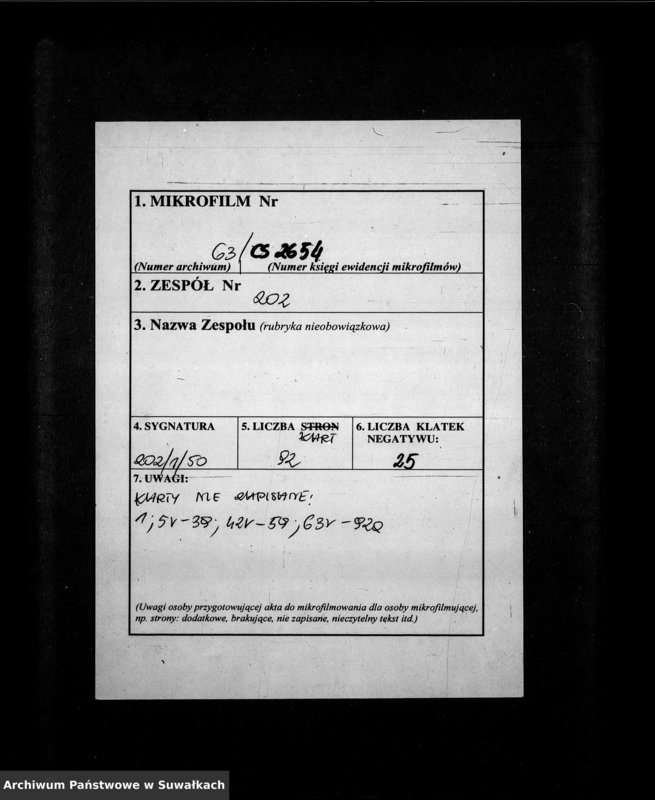 1. MIKROFILM Nr
63/CS 2654
(Numer archiwum) (Numer księgi ewidencji mikrofilmów)
2. ZESPÓŁ Nr
202
3. Nazwa Zespołu (rubryka nieobowiązkowa)
4. SYGNATURA
202/1/50
5. LICZBA STRON
KART
92
6. LICZBA KLATEK
NEGATYWU:
25
7. UWAGI:
KARTY NIE ZAPISANE:
1; 5v-39; 42v-59; 63v-92
(Uwagi osoby przygotowującej akta do mikrofilmowania dla osoby mikrofilmującej,
np. strony: dodatkowe, brakujące, nie zapisane, nieczytelny tekst itd.)
Archiwum Państwowe w Suwałkach